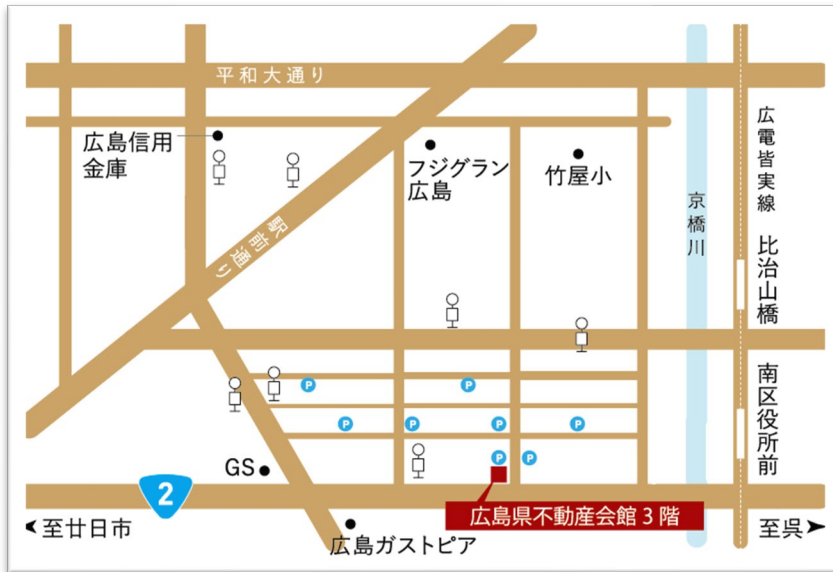 平和大通り
広島信用
金庫
フジグラン
広島
竹屋小
広電皆実線
京橋川
駅前通り
比治山橋
P
P
P
P
P
P
南区役所前
P
P
GS
2
広島県不動産会館3階
至廿日市
広島ガストピア
至呉